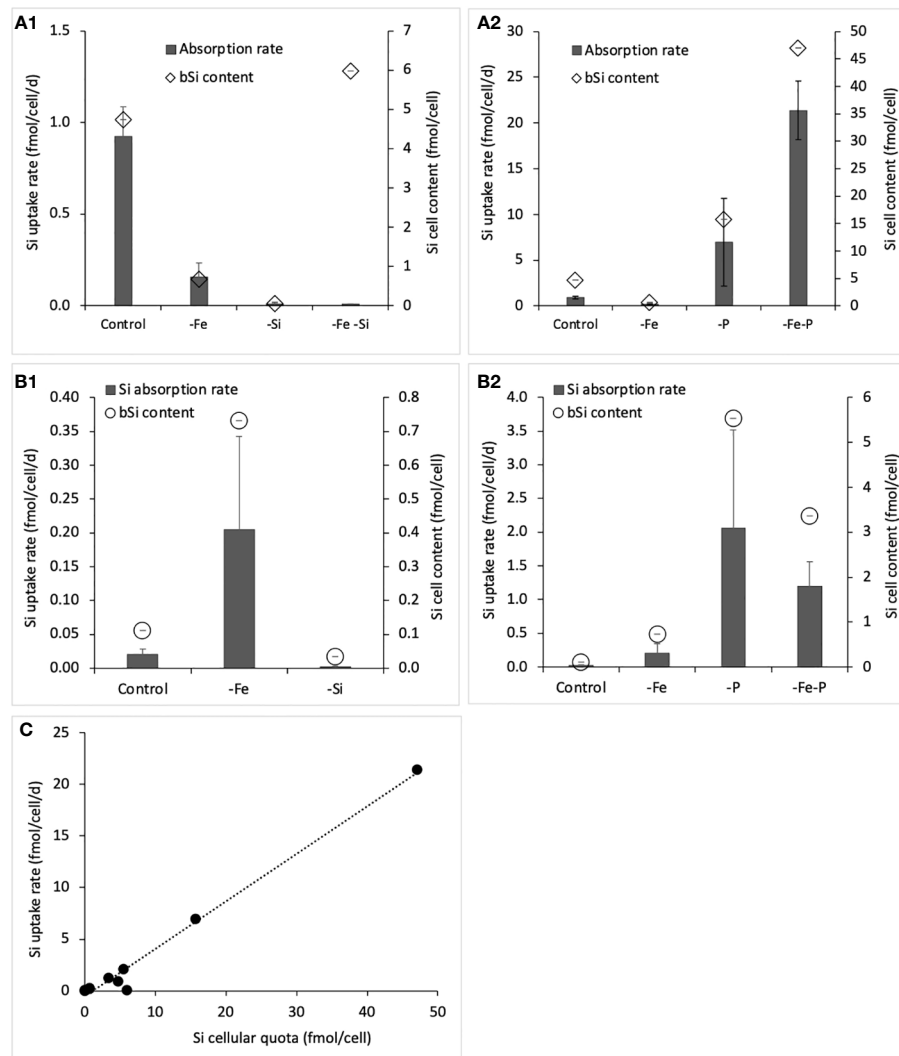 A1
Absorption rate
bSi content
Si uptake rate (fmol/cell/d)
1.5
1.0
0.5
0.0
Si cell content (fmol/cell)
7
6
5
4
3
2
1
0
Control -Fe -Si -Fe -Si
A2
Absorption rate
bSi content
Si uptake rate (fmol/cell/d)
30
25
20
15
10
5
0
Si cell content (fmol/cell)
50
45
40
35
30
25
20
15
10
5
0
Control -Fe -P -Fe-P
B1
Si absorption rate
bSi content
Si uptake rate (fmol/cell/d)
0.40
0.35
0.30
0.25
0.20
0.15
0.10
0.05
0.00
Si cell content (fmol/cell)
0.8
0.7
0.6
0.5
0.4
0.3
0.2
0.1
0.0
Control -Fe -Si
B2
Si absorption rate
bSi content
Si uptake rate (fmol/cell/d)
4.0
3.5
3.0
2.5
2.0
1.5
1.0
0.5
0.0
Si cell content (fmol/cell)
6
5
4
3
2
1
0
Control -Fe -P -Fe-P
C
Si uptake rate (fmol/cell/d)
25
20
15
10
5
0
0 10 20 30 40 50
Si cellular quota (fmol/cell)